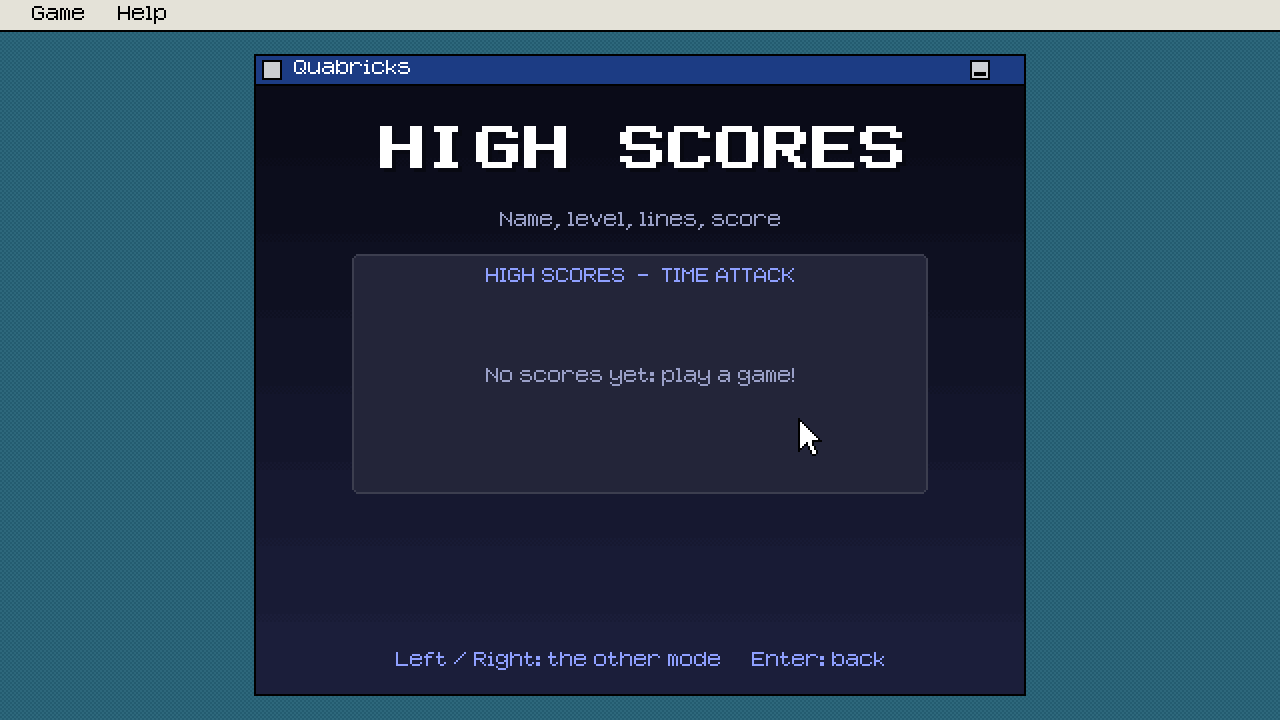 Game Help
Quabricks
HIGH SCORES
Name, level, lines, score
HIGH SCORES - TIME ATTACK
No scores yet: play a game!
Left / Right: the other mode Enter: back